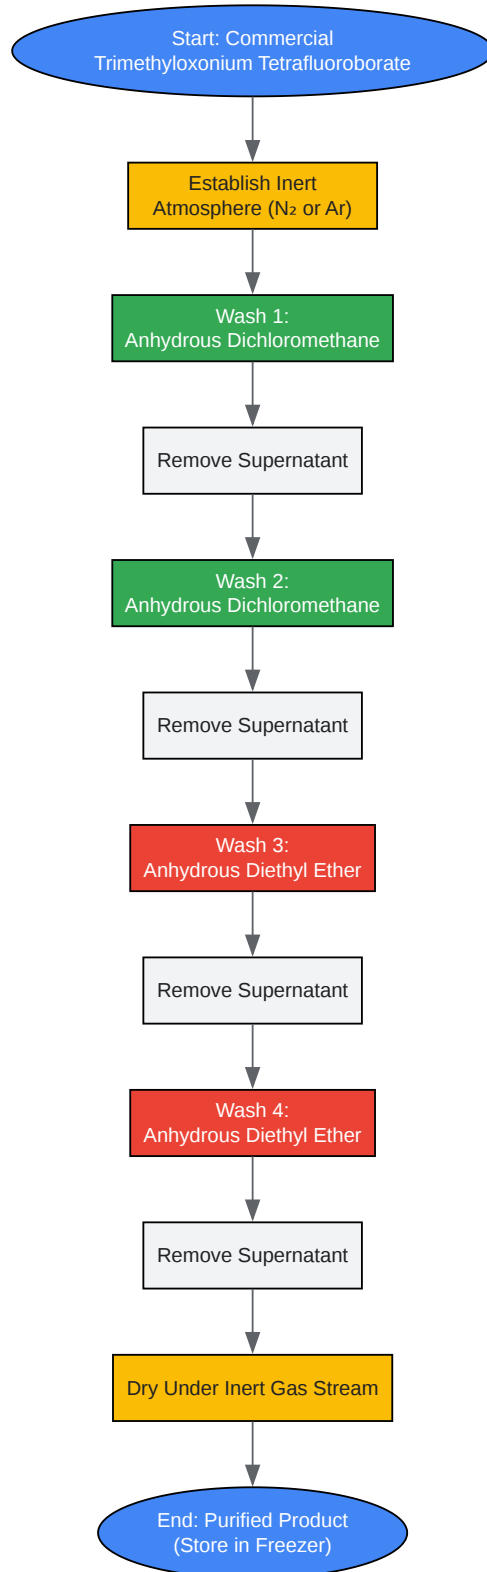 Start: Commercial
Trimethyloxonium Tetrafluoroborate
Establish Inert
Atmosphere (N₂ or Ar)
Wash 1:
Anhydrous Dichloromethane
Remove Supernatant
Wash 2:
Anhydrous Dichloromethane
Remove Supernatant
Wash 3:
Anhydrous Diethyl Ether
Remove Supernatant
Wash 4:
Anhydrous Diethyl Ether
Remove Supernatant
Dry Under Inert Gas Stream
End: Purified Product
(Store in Freezer)